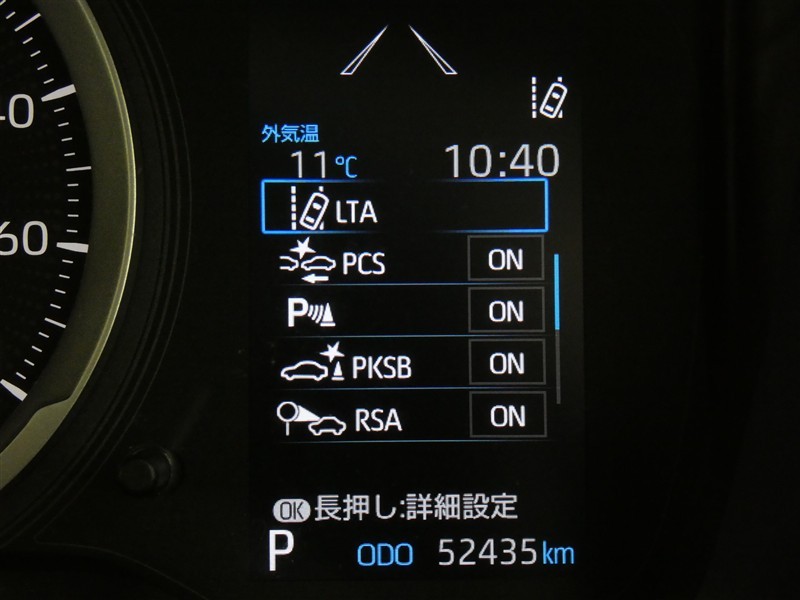 40
60
外気温
11℃ 10:40
LTA
PCS ON
P ON
PKSB ON
RSA ON
OK 長押し:詳細設定
P ODO 52435km